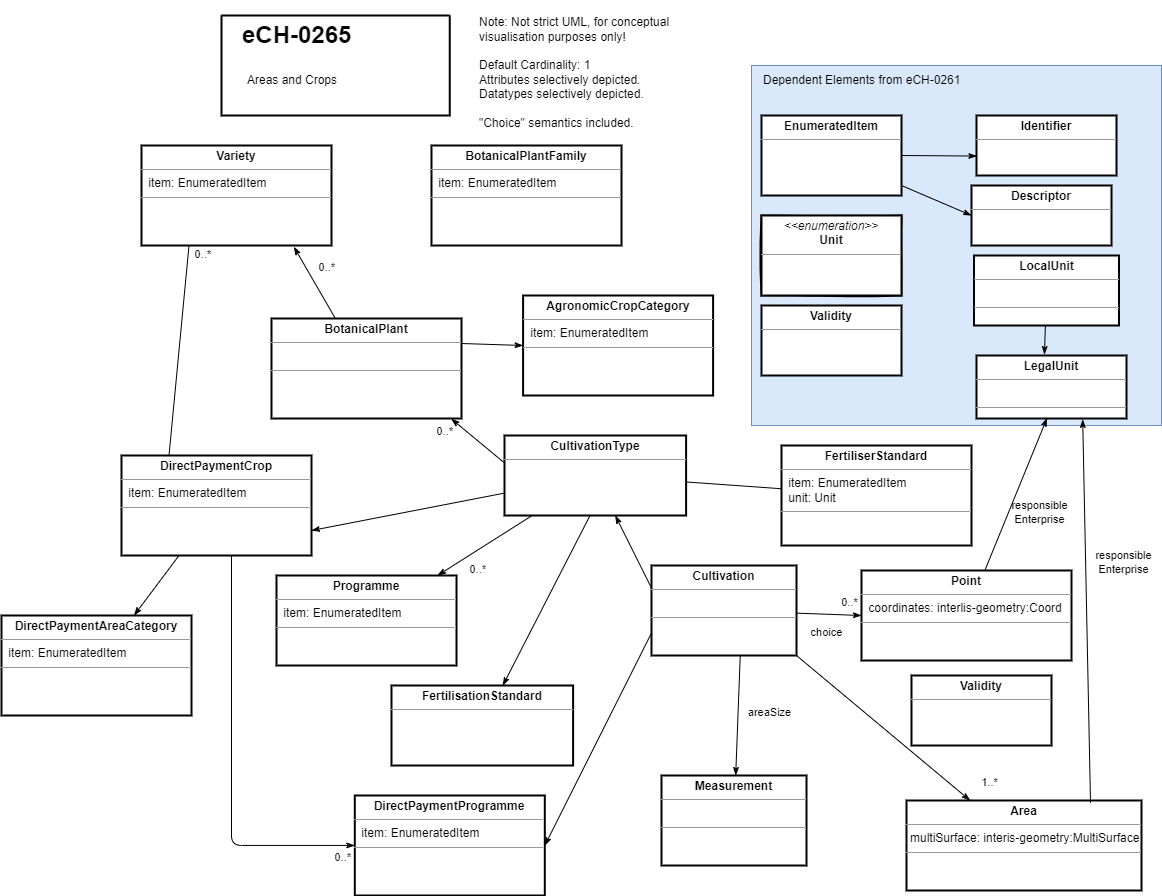 eCH-0265
Areas and Crops
Note: Not strict UML, for conceptual
visualisation purposes only!
Default Cardinality: 1
Attributes selectively depicted.
Datatypes selectively depicted.
"Choice" semantics included.
Dependent Elements from eCH-0261
EnumeratedItem
Identifier
Descriptor
<<enumeration>>
Unit
LocalUnit
Validity
LegalUnit
Variety
item: EnumeratedItem
BotanicalPlantFamily
item: EnumeratedItem
0..*
0..*
BotanicalPlant
AgronomicCropCategory
item: EnumeratedItem
0..*
CultivationType
FertiliserStandard
item: EnumeratedItem
unit: Unit
DirectPaymentCrop
item: EnumeratedItem
responsible
Enterprise
responsible
Enterprise
0..*
Programme
item: EnumeratedItem
Cultivation
0..*
choice
Point
coordinates: interlis-geometry:Coord
DirectPaymentAreaCategory
item: EnumeratedItem
FertilisationStandard
Validity
areaSize
Measurement
1..*
Area
multiSurface: interis-geometry:MultiSurface
DirectPaymentProgramme
item: EnumeratedItem
0..*